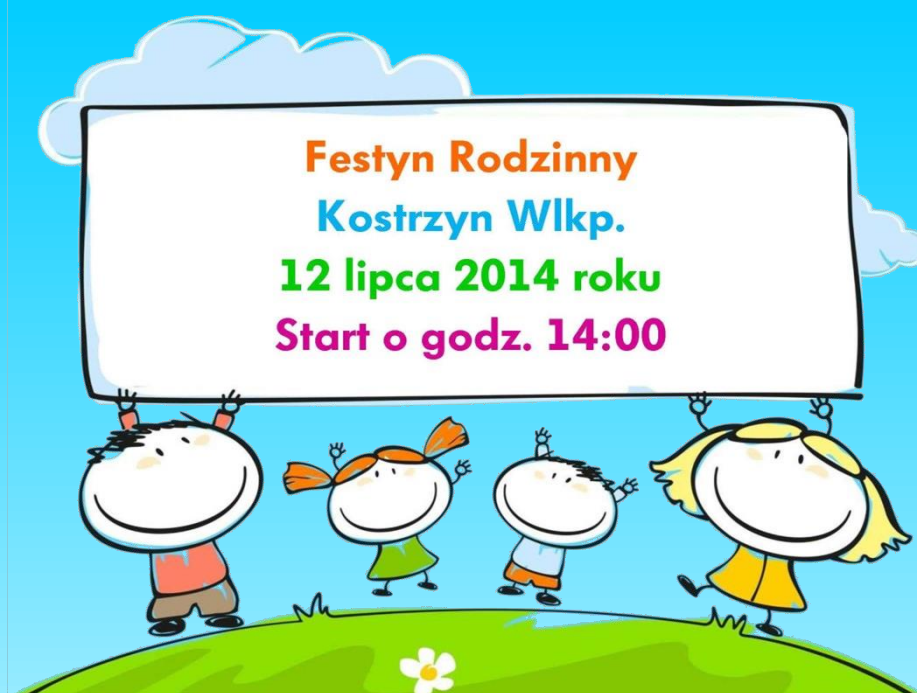 Festyn Rodzinny
Kostrzyn Wlkp.
12 lipca 2014 roku
Start o godz. 14:00